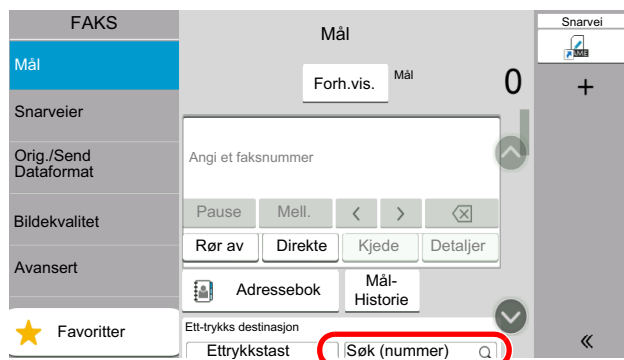 FAKS
Mål
Snarveier
Orig./Send
Dataformat
Bildekvalitet
Avansert
Favoritter
Mål
Forh.vis.
Mål
0
Angi et faksnummer
Pause
Mell.
Rør av
Direkte
Kjede
Detaljer
Adressebok
Mål-
Historie
Ett-trykks destinasjon
Ettrykkstast
Søk (nummer)
Snarvei
+
«